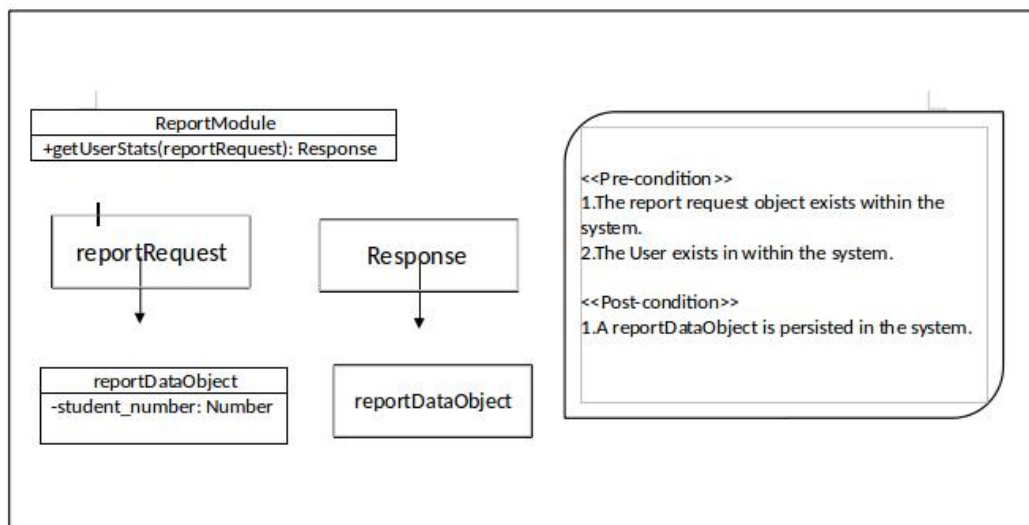 ReportModule
+getUserStats(reportRequest): Response
reportRequest
Response
reportDataObject
-student_number: Number
reportDataObject
<<Pre-condition>>
1.The report request object exists within the
system.
2.The User exists in within the system.
<<Post-condition>>
1.A reportDataObject is persisted in the system.